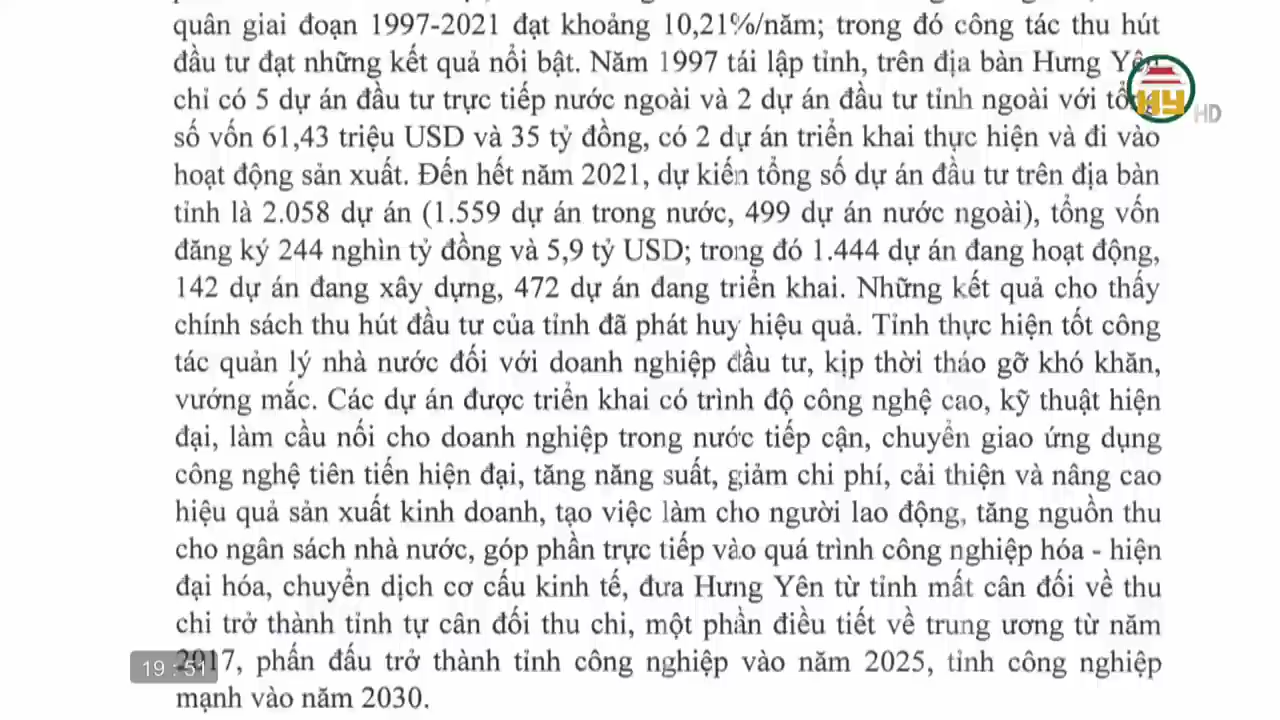 quân giai đoạn 1997-2021 đạt khoảng 10,21%/năm; trong đó công tác thu hút
đầu tư đạt những kết quả nổi bật. Năm 1997 tái lập tỉnh, trên địa bàn Hưng Yên
chỉ có 5 dự án đầu tư trực tiếp nước ngoài và 2 dự án đầu tư tỉnh ngoài với tổng
HY HD
số vốn 61,43 triệu USD và 35 tỷ đồng, có 2 dự án triển khai thực hiện và đi vào
hoạt động sản xuất. Đến hết năm 2021, dự kiến tổng số dự án đầu tư trên địa bàn
tỉnh là 2.058 dự án (1.559 dự án trong nước, 499 dự án nước ngoài), tổng vốn
đăng ký 244 nghìn tỷ đồng và 5,9 tỷ USD; trong đó 1.444 dự án đang hoạt động,
142 dự án đang xây dựng, 472 dự án đang triển khai. Những kết quả cho thấy
chính sách thu hút đầu tư của tỉnh đã phát huy hiệu quả. Tỉnh thực hiện tốt công
tác quản lý nhà nước đối với doanh nghiệp đầu tư, kịp thời tháo gỡ khó khăn,
vướng mắc. Các dự án được triển khai có trình độ công nghệ cao, kỹ thuật hiện
đại, làm cầu nối cho doanh nghiệp trong nước tiếp cận, chuyển giao ứng dụng
công nghệ tiên tiến hiện đại, tăng năng suất, giảm chi phí, cải thiện và nâng cao
hiệu quả sản xuất kinh doanh, tạo việc làm cho người lao động, tăng nguồn thu
cho ngân sách nhà nước, góp phần trực tiếp vào quá trình công nghiệp hóa - hiện
đại hóa, chuyển dịch cơ cấu kinh tế, đưa Hưng Yên từ tỉnh mất cân đối về thu
chi trở thành tỉnh tự cân đối thu chi, một phần điều tiết về trung ương từ năm
2017, phấn đấu trở thành tỉnh công nghiệp vào năm 2025, tỉnh công nghiệp
19:51
mạnh vào năm 2030.